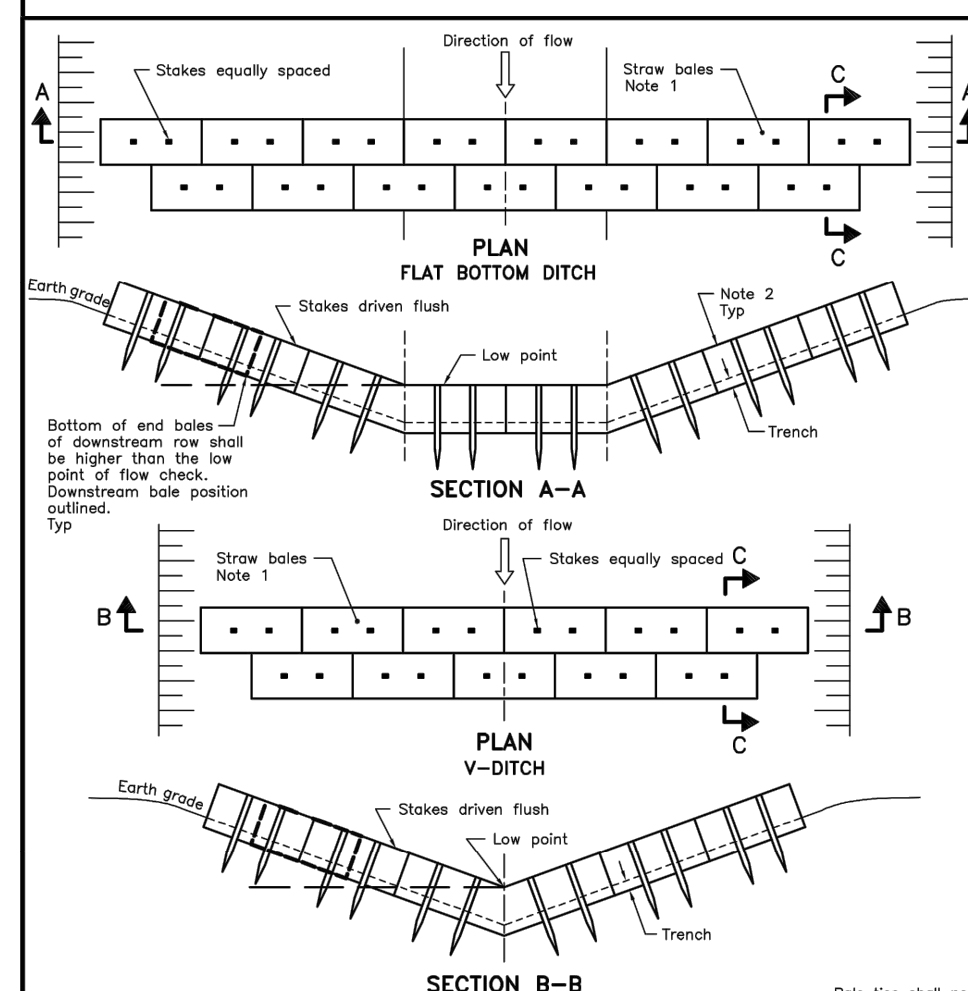 Direction of flow
Stakes equally spaced
Straw bales
Note 1
C
A
A
C
PLAN
FLAT BOTTOM DITCH
Earth grade
Stakes driven flush
Note 2
Typ
Low point
Bottom of end bales
of downstream row shall
be higher than the low
point of flow check.
Downstream bale position
outlined.
Typ
Trench
SECTION A-A
Direction of flow
Straw bales
Note 1
Stakes equally spaced
C
B
B
C
PLAN
V-DITCH
Earth grade
Stakes driven flush
Low point
Trench
SECTION B-B